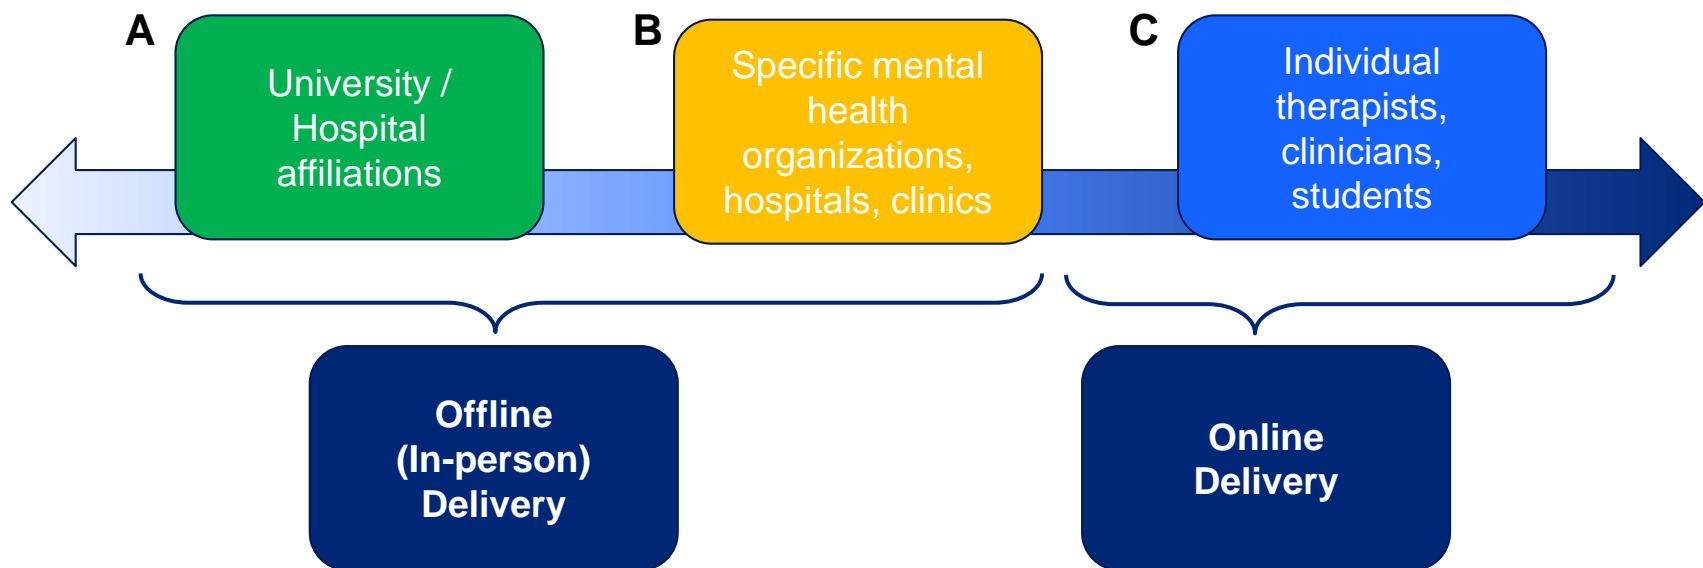 A
University /
Hospital
affiliations
B
Specific mental
health
organizations,
hospitals, clinics
C
Individual
therapists,
clinicians,
students
Offline
(In-person)
Delivery
Online
Delivery